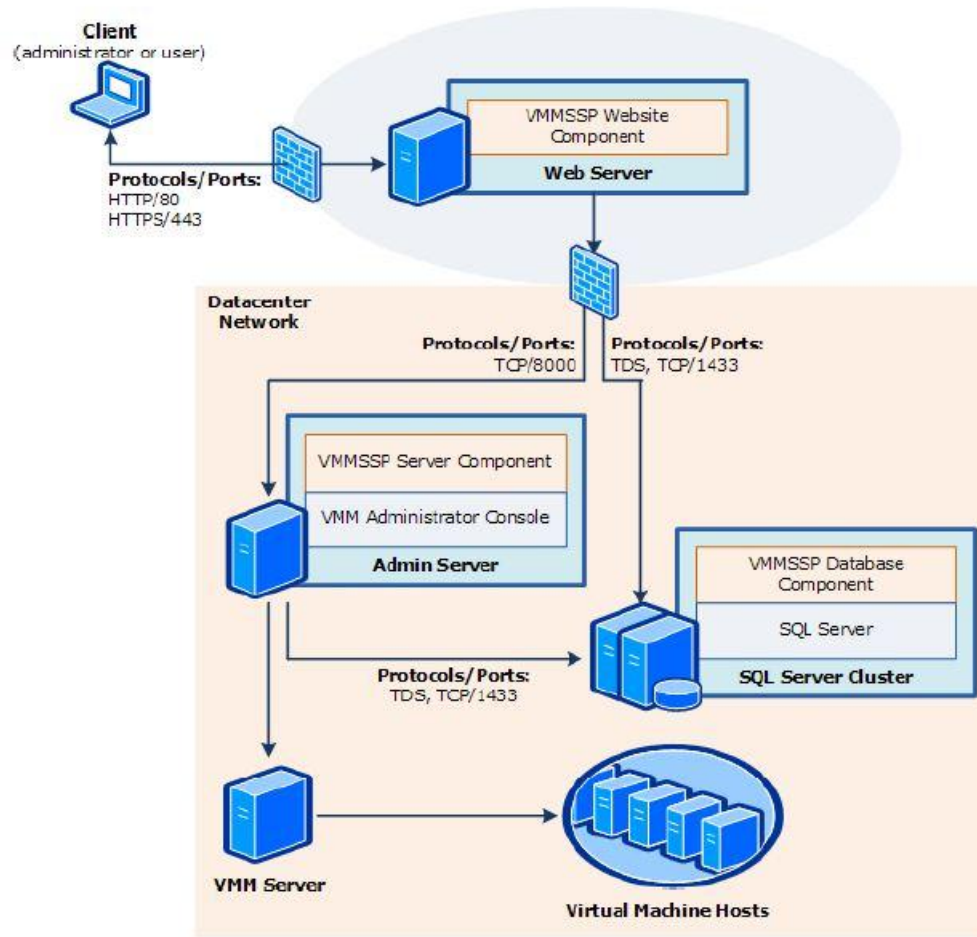 Client
(administrator or user)
VMMSSP Website
Component
Web Server
Protocols/Ports:
HTTP/80
HTTPS/443
Datacenter
Network
Protocols/Ports:
TCP/8000
Protocols/Ports:
TDS, TCP/1433
VMMSSP Server Component
VMM Administrator Console
Admin Server
VMMSSP Database
Component
SQL Server
SQL Server Cluster
Protocols/Ports:
TDS, TCP/1433
VMM Server
Virtual Machine Hosts